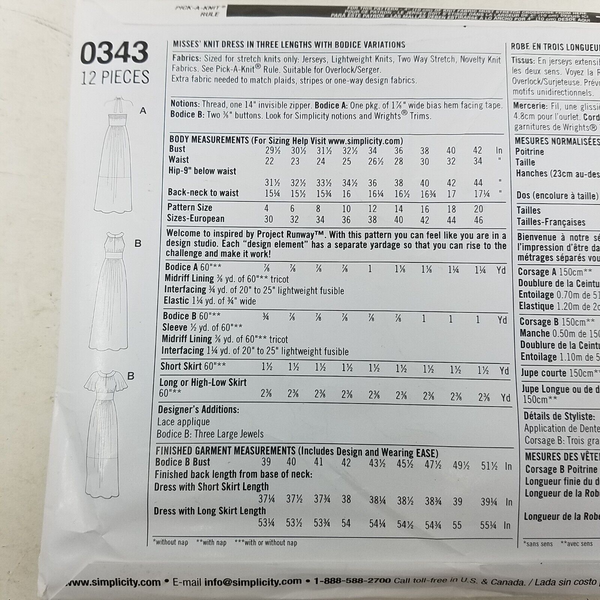 PICK-A-KNIT®
RULE
0343
12 PIECES
A
B
B
MISSES' KNIT DRESS IN THREE LENGTHS WITH BODICE VARIATIONS
Fabrics: Sized for stretch knits only: Jerseys, Lightweight Knits, Two Way Stretch, Novelty Knit
Fabrics. See Pick-A-Knit® Rule. Suitable for Overlock/Serger.
Extra fabric needed to match plaids, stripes or one-way design fabrics.
Notions: Thread, one 14" invisible zipper. Bodice A: One pkg. of 1⅞" wide bias hem facing tape.
Bodice B: Two ⅝" buttons. Look for Simplicity notions and Wrights® Trims.
BODY MEASUREMENTS (For Sizing Help Visit www.simplicity.com)
Bust 29½ 30½ 31½ 32½ 34 36 38 40 42 In
Waist 22 23 24 25 26½ 28 30 32 34 "
Hip-9" below waist
31½ 32½ 33½ 34½ 36 38 40 42 44 "
Back-neck to waist 15¼ 15½ 15¾ 16 16¼ 16½ 16¾ 17 17¼ "
Pattern Size 4 6 8 10 12 14 16 18 20
Sizes-European 30 32 34 36 38 40 42 44 46
Welcome to inspired by Project Runway™. With this pattern you can feel like you are in a
design studio. Each "design element" has a separate yardage so that you can rise to the
challenge and make it work!
Bodice A 60"** ⅞ ⅞ ⅞ ⅞ 1 1⅛ 1⅛ 1¼ 1¼ Yd
Midriff Lining ⅝ yd. of 60"** tricot
Interfacing ¾ yd. of 20" to 25" lightweight fusible
Elastic 1¼ yd. of ¾" wide
Bodice B 60"** ¾ ⅞ ⅞ ⅞ ⅞ ⅞ 1 1 1 Yd
Sleeve ½ yd. of 60"**
Midriff Lining ⅝ yd. of 60"** tricot
Interfacing 1¼ yd. of 20" to 25" lightweight fusible
Short Skirt 60"** 1½ 1½ 1½ 1½ 1½ 1½ 1½ 1½ 1½ Yd
Long or High-Low Skirt
60"** 2⅜ 2⅜ 2⅜ 2⅜ 2⅜ 2⅜ 2⅜ 2⅜ 2⅜ Yd
Designer's Additions:
Lace applique
Bodice B: Three Large Jewels
FINISHED GARMENT MEASUREMENTS (Includes Design and Wearing EASE)
Bodice B Bust 39 40 41 42 43½ 45½ 47½ 49½ 51½ In
Finished back length from base of neck:
Dress with Short Skirt Length
37¼ 37½ 37¾ 38 38¼ 38½ 38¾ 39 39¼ In
Dress with Long Skirt Length
53¼ 53½ 53¾ 54 54¼ 54½ 54¾ 55 55¼ In
*without nap **with nap ***with or without nap
ROBE EN TROIS LONGUEU
Tissus: En jerseys extensi
les deux sens. Voyez la R
Overlock/Surjeteuse. Prév
motifs unidirectionnels.
Mercerie: Fil, une glissiè
4.8cm pour l'ourlet. Cors
garnitures de Wrights®
MESURES NORMALISÉES
Poitrine
Taille
Hanches (23cm au-des
Dos (encolure à taille)
Tailles
Tailles-Françaises
Bienvenue à notre sé
l'impression d'être da
métrages séparés vou
Corsage A 150cm**
Doublure de la Ceintu
Entoilage 0.70m de 51
Elastique 1.20m de 2c
Corsage B 150cm**
Manche 0.50m de 150
Doublure de la Ceintu
Entoilage 1.10m de 5
Jupe courte 150cm**
Jupe Longue ou de d
150cm**
Détails de Styliste:
Application de Dente
Corsage B: Trois gra
MESURES DES VÊTE
Corsage B Poitrine
Longueur finie du d
Longueur de la Rob
Longueur de la Robe
*sans sens **avec sens
www.simplicity.com • E-mail info@simplicity.com • 1-888-588-2700 Call toll-free in U.S. & Canada. / Lada sin costo